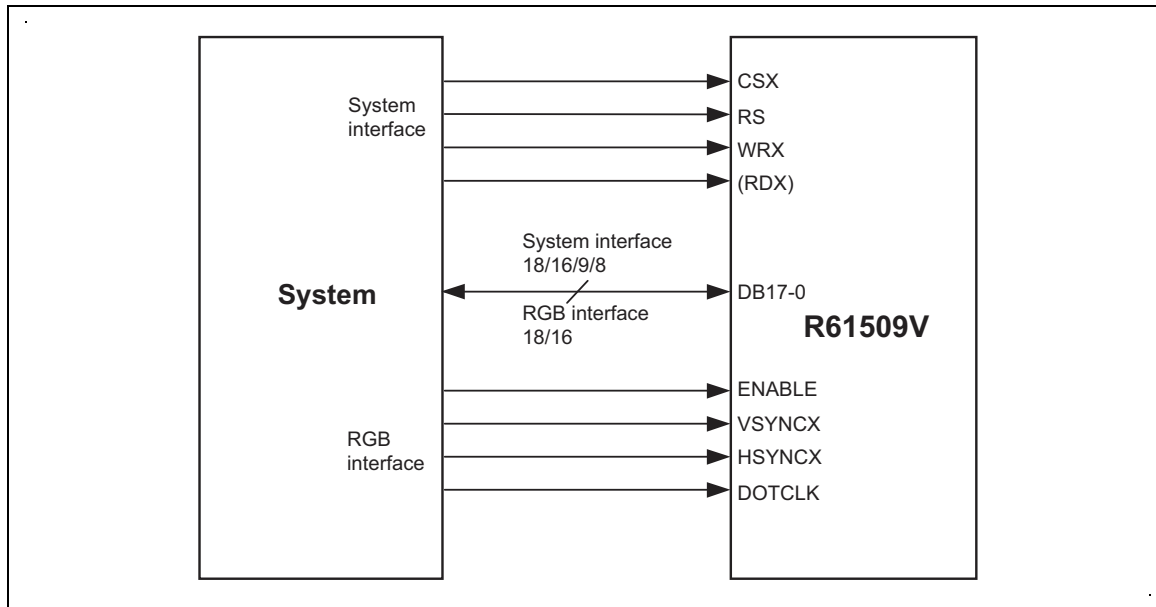 System
interface
CSX
RS
WRX
(RDX)
System interface
18/16/9/8
System
DB17-0
RGB interface
18/16
R61509V
ENABLE
VSYNCX
RGB
interface
HSYNCX
DOTCLK